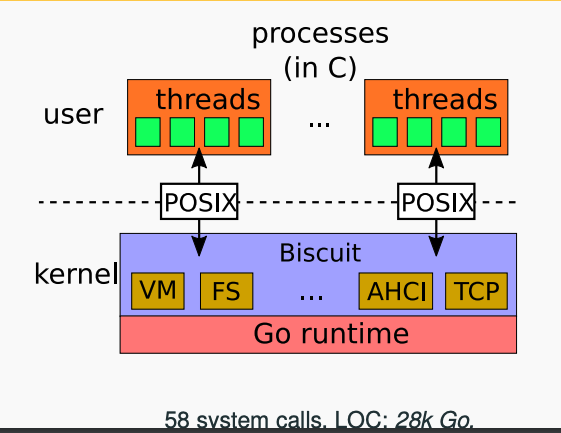 processes
(in C)
user
threads
...
threads
POSIX
POSIX
kernel
Biscuit
VM
FS
...
AHCI
TCP
Go runtime
58 system calls, LOC: 28k Go.